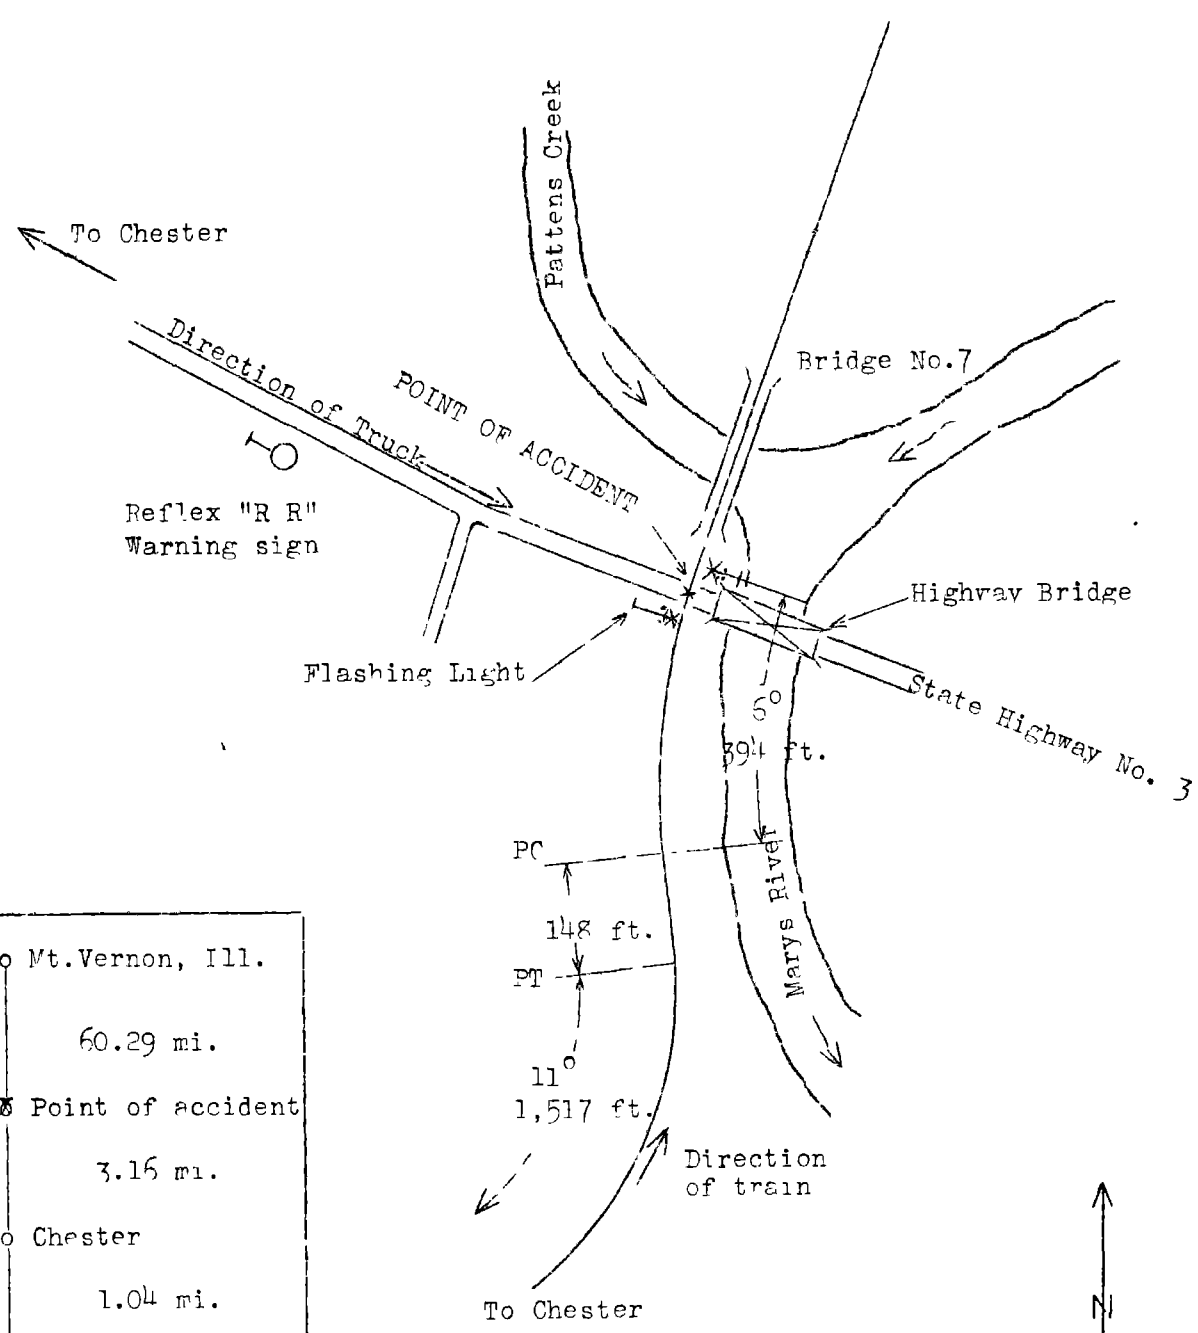 Pattens Creek
To Chester
Direction of Truck
POINT OF ACCIDENT
Bridge No.7
Reflex "R R"
Warning sign
Highway Bridge
Flashing Light
State Highway No. 3
6°
394 ft.
PC
148 ft.
Marys River
PT
11°
1,517 ft.
Direction
of train
To Chester
N
Mt.Vernon, Ill.
60.29 mi.
Point of accident
3.16 mi.
Chester
1.04 mi.